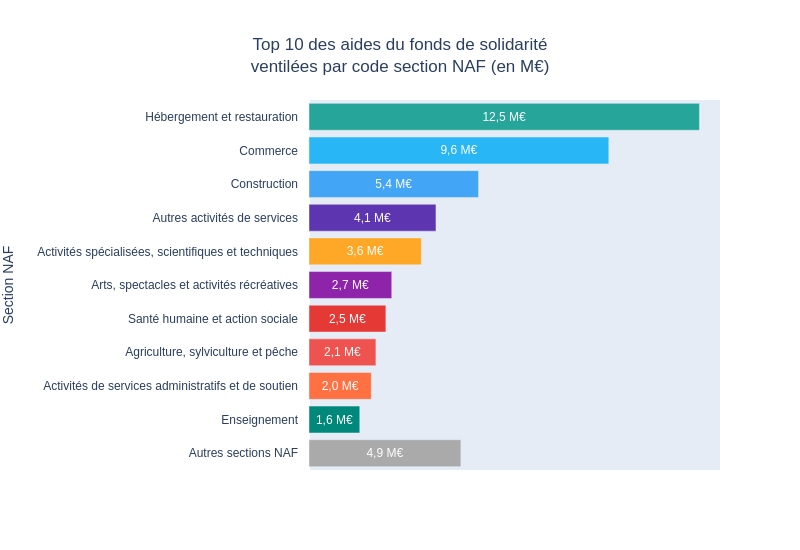 Top 10 des aides du fonds de solidarité
ventilées par code section NAF (en M€)
Hébergement et restauration 12,5 M€
Commerce 9,6 M€
Construction 5,4 M€
Autres activités de services 4,1 M€
Activités spécialisées, scientifiques et techniques 3,6 M€
Arts, spectacles et activités récréatives 2,7 M€
Santé humaine et action sociale 2,5 M€
Agriculture, sylviculture et pêche 2,1 M€
Activités de services administratifs et de soutien 2,0 M€
Enseignement 1,6 M€
Autres sections NAF 4,9 M€
Section NAF